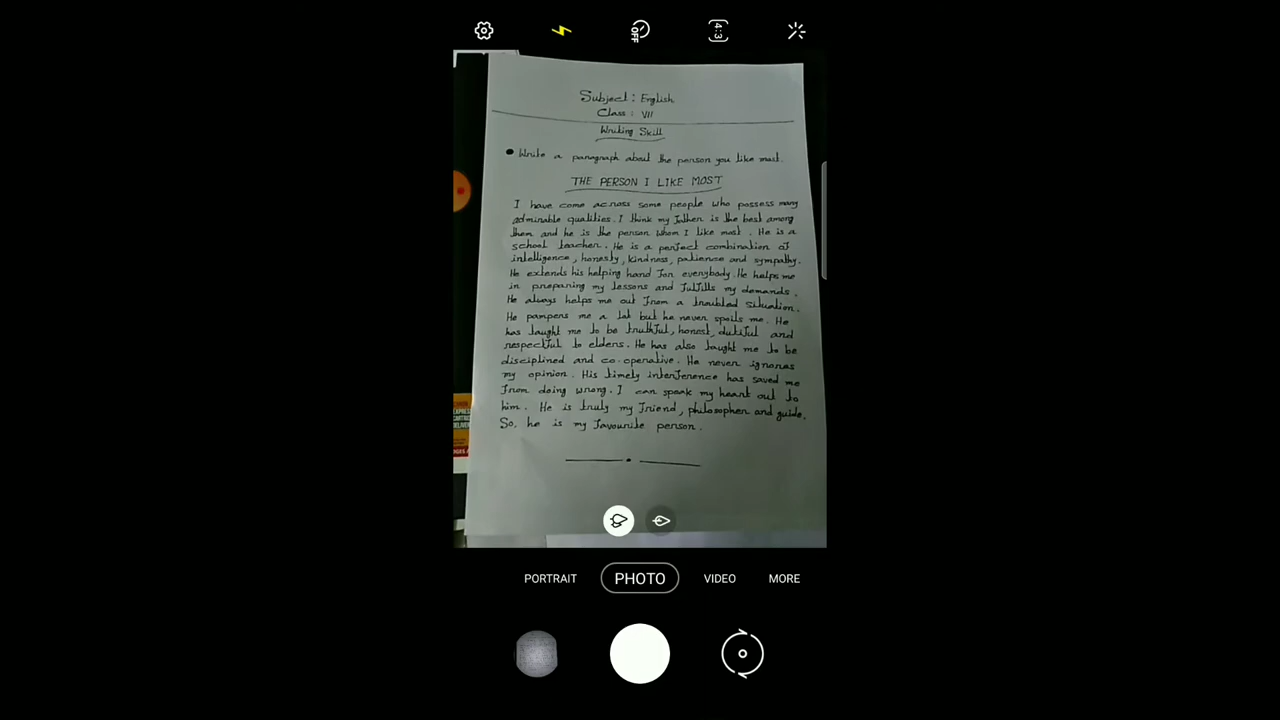 OFF
4:3
Subject : English
Class : VII
Writing Skill
• Write a paragraph about the person you like most.
THE PERSON I LIKE MOST
I have come across some people who possess many
admirable qualities. I think my father is the best among
them and he is the person whom I like most. He is a
school teacher. He is a perfect combination of
intelligence, honesty, kindness, patience and sympathy.
He extends his helping hand for everybody. He helps me
in preparing my lessons and fulfills my demands.
He always helps me out from a troubled situation.
He pampers me a lot but he never spoils me. He
has taught me to be truthful, honest, dutiful and
respectful to elders. He has also taught me to be
disciplined and co-operative. He never ignores
my opinion. His timely interference has saved me
from doing wrong. I can speak my heart out to
him. He is truly my friend, philosopher and guide.
So, he is my favourite person.
PORTRAIT
PHOTO
VIDEO
MORE